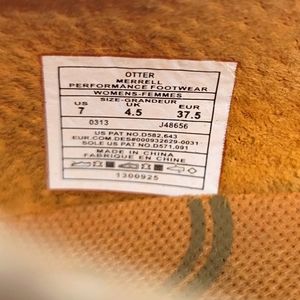 OTTER
MERRELL
PERFORMANCE FOOTWEAR
WOMENS-FEMMES
SIZE-GRANDEUR
US UK EUR
7 4.5 37.5
0313 J48656
US PAT NO.D582,643
EUR.COM.DES#000932629-0031
SOLE US PAT NO.D571,091
MADE IN CHINA
FABRIQUE EN CHINE
1300925